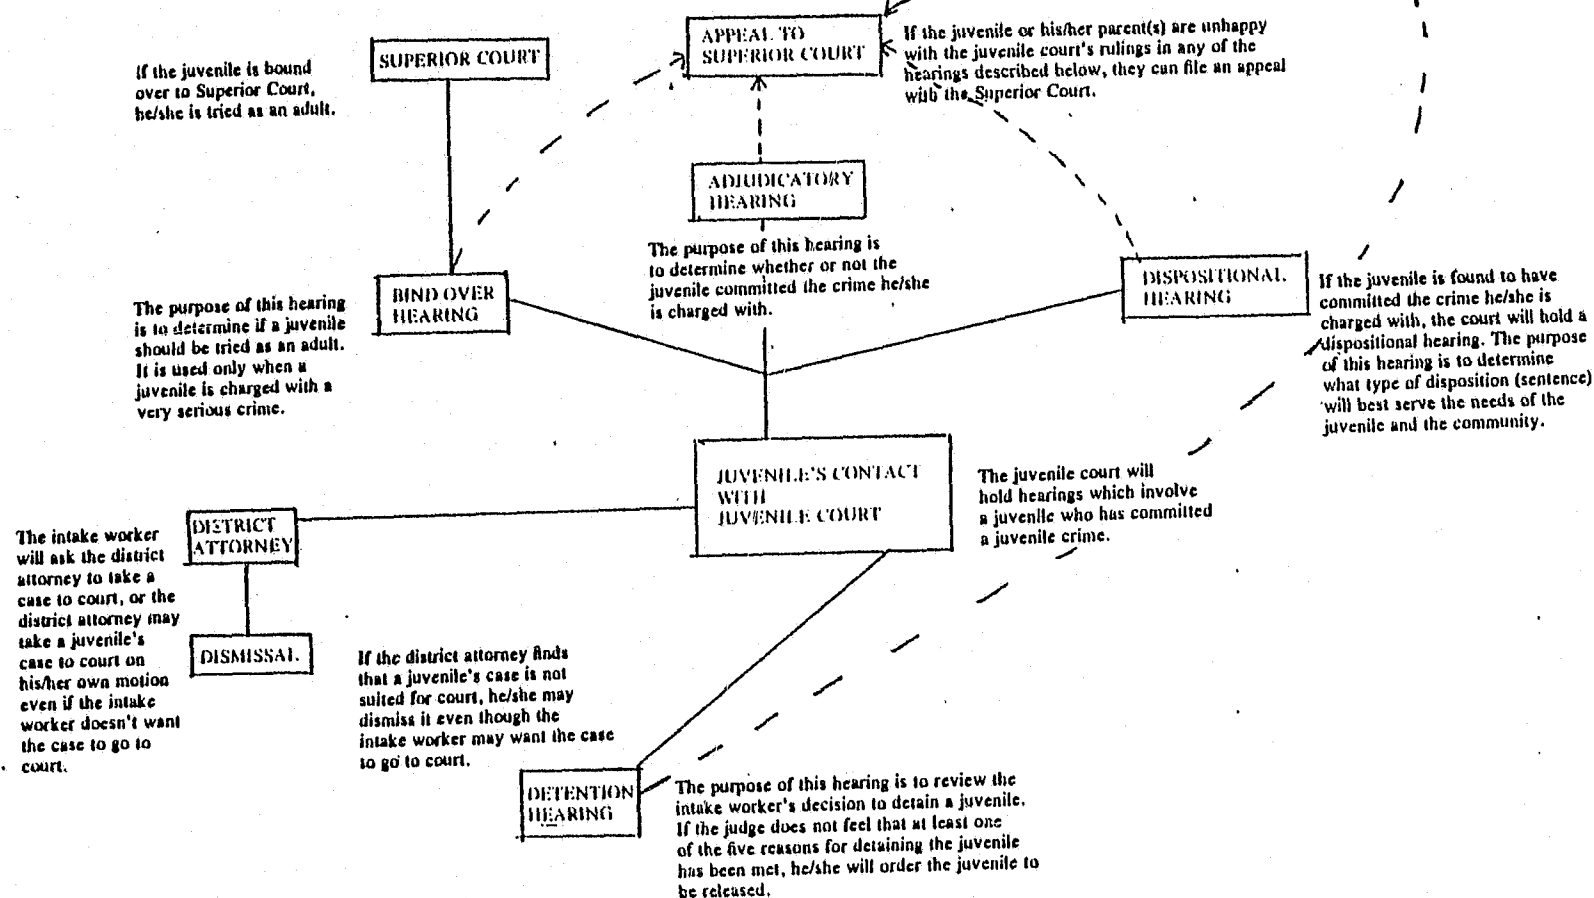 If the juvenile is bound
over to Superior Court,
he/she is tried as an adult.
SUPERIOR COURT
APPEAL TO
SUPERIOR COURT
If the juvenile or his/her parent(s) are unhappy
with the juvenile court's rulings in any of the
hearings described below, they can file an appeal
with the Superior Court.
ADJUDICATORY
HEARING
The purpose of this hearing is
to determine whether or not the
juvenile committed the crime he/she
is charged with.
The purpose of this hearing
is to determine if a juvenile
should be tried as an adult.
It is used only when a
juvenile is charged with a
very serious crime.
BIND OVER
HEARING
DISPOSITIONAL
HEARING
If the juvenile is found to have
committed the crime he/she is
charged with, the court will hold a
dispositional hearing. The purpose
of this hearing is to determine
what type of disposition (sentence)
will best serve the needs of the
juvenile and the community.
JUVENILE'S CONTACT
WITH
JUVENILE COURT
The juvenile court will
hold hearings which involve
a juvenile who has committed
a juvenile crime.
The intake worker
will ask the district
attorney to take a
case to court, or the
district attorney may
take a juvenile's
case to court on
his/her own motion
even if the intake
worker doesn't want
the case to go to
court.
DISTRICT
ATTORNEY
DISMISSAL
If the district attorney finds
that a juvenile's case is not
suited for court, he/she may
dismiss it even though the
intake worker may want the case
to go to court.
DETENTION
HEARING
The purpose of this hearing is to review the
intake worker's decision to detain a juvenile.
If the judge does not feel that at least one
of the five reasons for detaining the juvenile
has been met, he/she will order the juvenile to
be released.